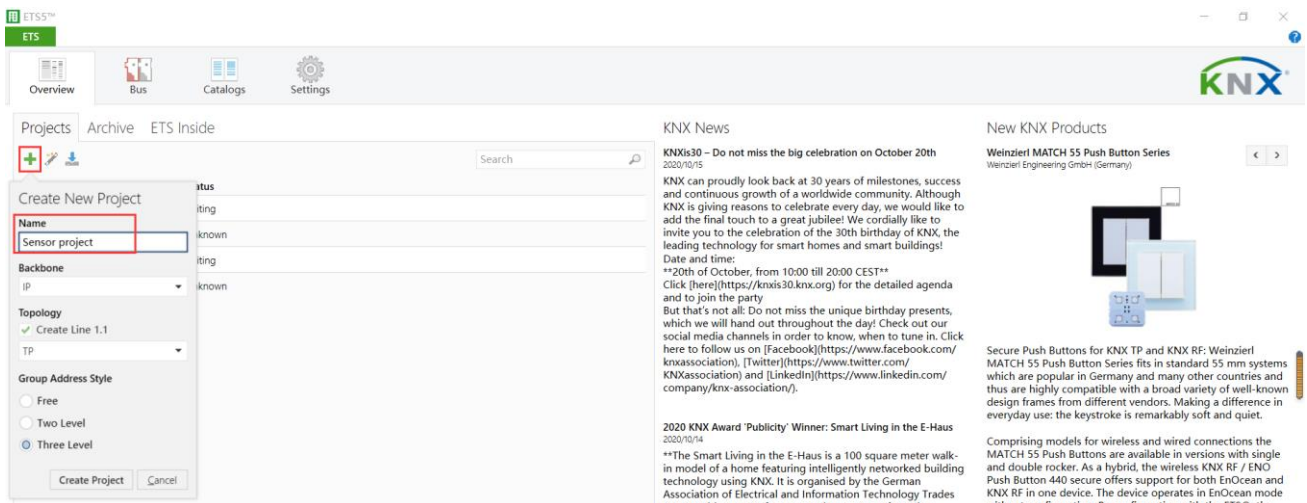 ETS5™
ETS
Overview
Bus
Catalogs
Settings
KNX
Projects
Archive
ETS Inside
Search
atus
iting
known
iting
known
Create New Project
Name
Sensor project
Backbone
IP
Topology
Create Line 1.1
TP
Group Address Style
Free
Two Level
Three Level
Create Project
Cancel
KNX News
KNXis30 – Do not miss the big celebration on October 20th
2020/10/15
KNX can proudly look back at 30 years of milestones, success
and continuous growth of a worldwide community. Although
KNX is giving reasons to celebrate every day, we would like to
add the final touch to a great jubilee! We cordially like to
invite you to the celebration of the 30th birthday of KNX, the
leading technology for smart homes and smart buildings!
Date and time:
**20th of October, from 10:00 till 20:00 CEST**
Click [here](https://knxis30.knx.org) for the detailed agenda
and to join the party
But that's not all: Do not miss the unique birthday presents,
which we will hand out throughout the day! Check out our
social media channels in order to know, when to tune in. Click
here to follow us on [Facebook](https://www.facebook.com/
knxassociation), [Twitter](https://www.twitter.com/
KNXassociation) and [LinkedIn](https://www.linkedin.com/
company/knx-association/).
2020 KNX Award 'Publicity' Winner: Smart Living in the E-Haus
2020/10/14
**The Smart Living in the E-Haus is a 100 square meter walk-
in model of a home featuring intelligently networked building
technology using KNX. It is organised by the German
Association of Electrical and Information Technology Trades
New KNX Products
Weinzierl MATCH 55 Push Button Series
Weinzierl Engineering GmbH (Germany)
Secure Push Buttons for KNX TP and KNX RF: Weinzierl
MATCH 55 Push Button Series fits in standard 55 mm systems
which are popular in Germany and many other countries and
thus are highly compatible with a broad variety of well-known
design frames from different vendors. Making a difference in
everyday use: the keystroke is remarkably soft and quiet.
Comprising models for wireless and wired connections the
MATCH 55 Push Buttons are available in versions with single
and double rocker. As a hybrid, the wireless KNX RF / ENO
Push Button 440 secure offers support for both EnOcean and
KNX RF in one device. The device operates in EnOcean mode